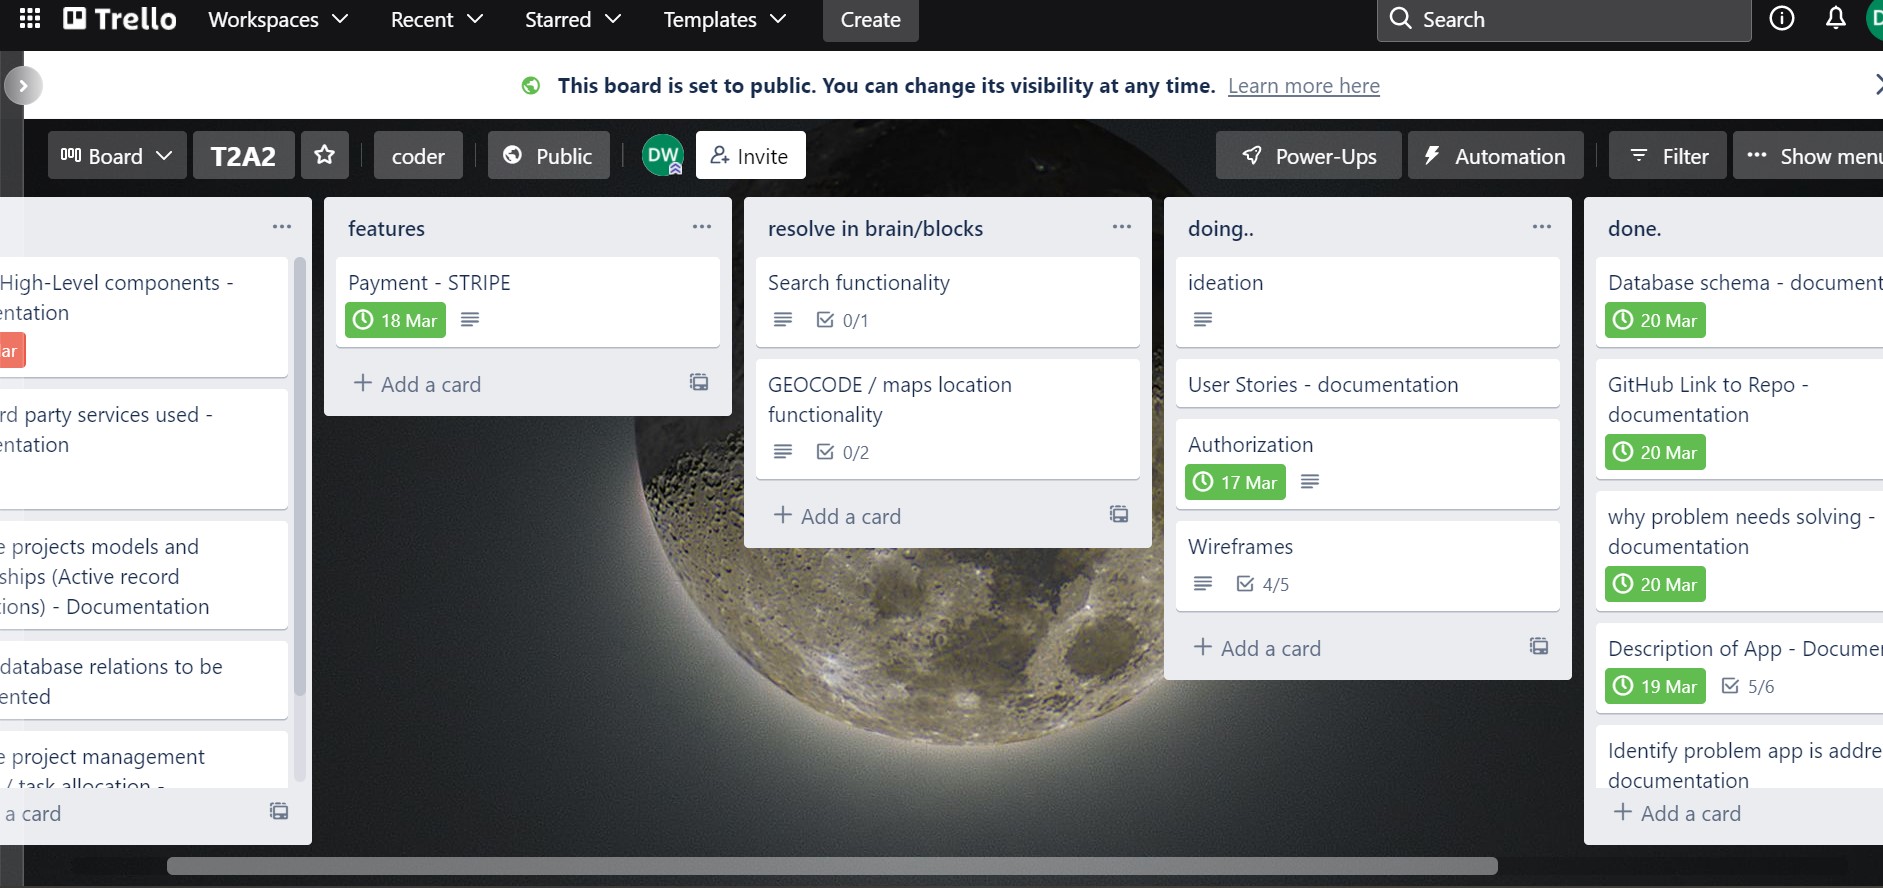 Trello
Workspaces
Recent
Starred
Templates
Create
Search
This board is set to public. You can change its visibility at any time. Learn more here
Board
T2A2
coder
Public
DW
Invite
Power-Ups
Automation
Filter
Show menu
High-Level components -
entation
ar
rd party services used -
entation
e projects models and
ships (Active record
ions) - Documentation
database relations to be
ented
e project management
/ task allocation -
a card
features
Payment - STRIPE
18 Mar
+ Add a card
resolve in brain/blocks
Search functionality
0/1
GEOCODE / maps location
functionality
0/2
+ Add a card
doing..
ideation
User Stories - documentation
Authorization
17 Mar
Wireframes
4/5
+ Add a card
done.
Database schema - document
20 Mar
GitHub Link to Repo -
documentation
20 Mar
why problem needs solving -
documentation
20 Mar
Description of App - Documen
19 Mar
5/6
Identify problem app is addre
documentation
+ Add a card